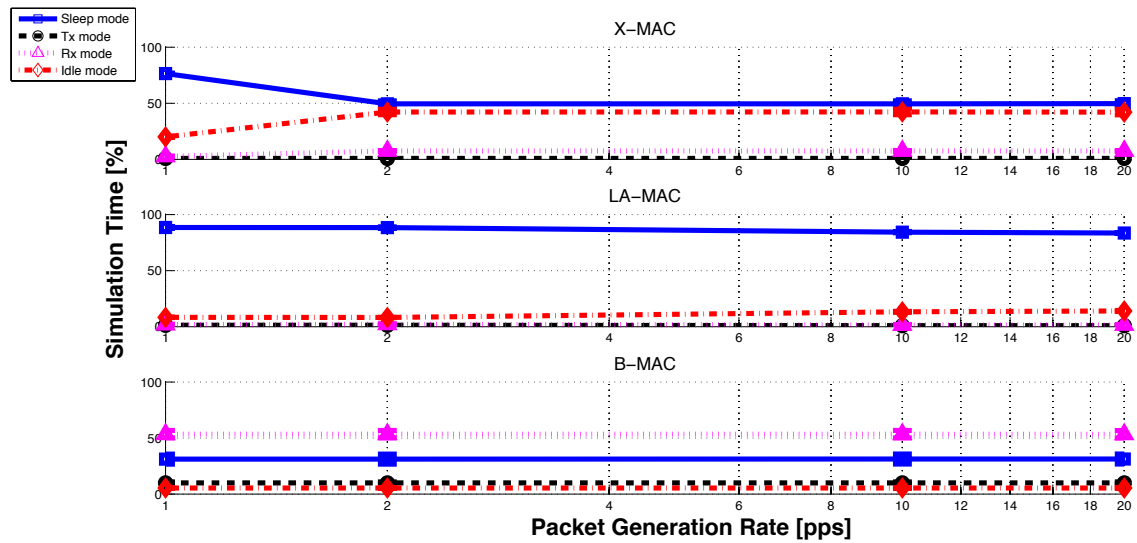 Sleep mode
Tx mode
Rx mode
Idle mode
X−MAC
100
50
0
1 2 4 6 8 10 12 14 16 18 20
LA−MAC
100
50
0
1 2 4 6 8 10 12 14 16 18 20
B−MAC
100
50
0
1 2 4 6 8 10 12 14 16 18 20
Simulation Time [%]
Packet Generation Rate [pps]